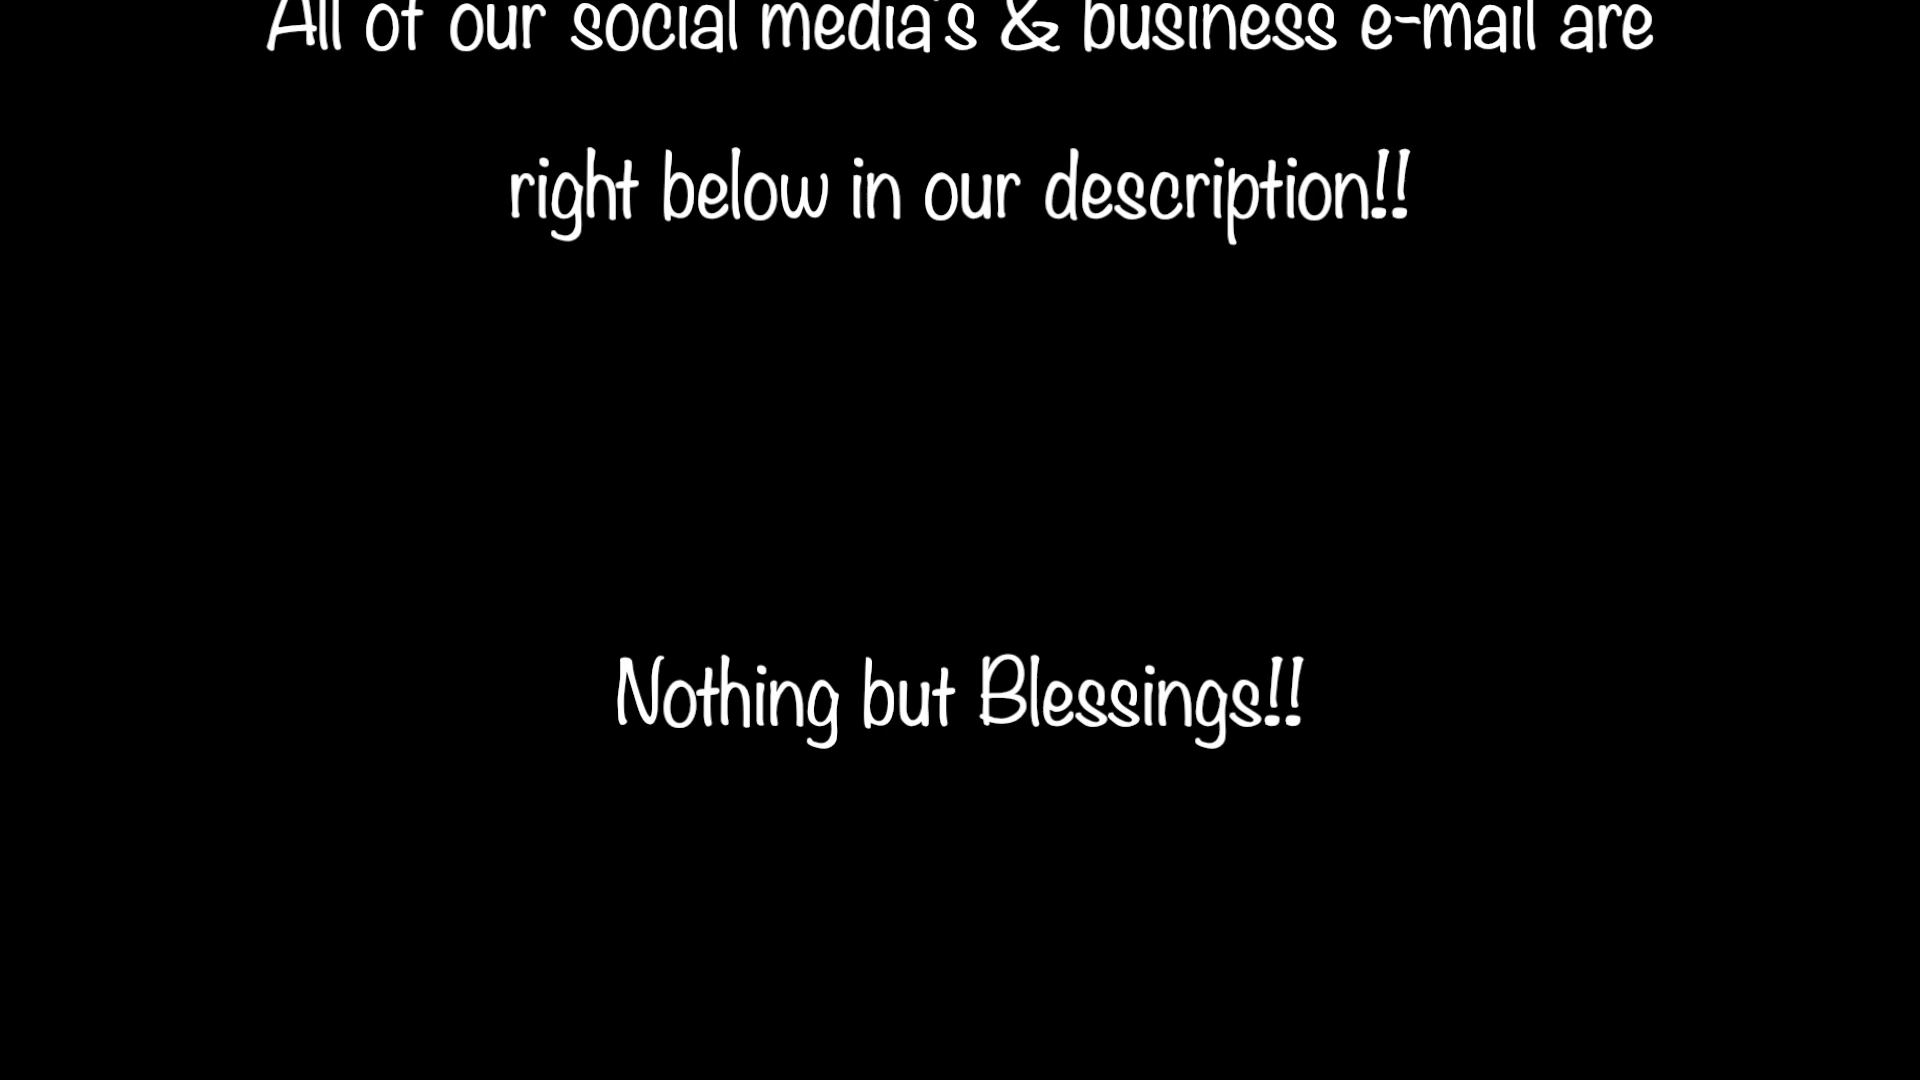 All of our social media's & business e-mail are
right below in our description!!
Nothing but Blessings!!